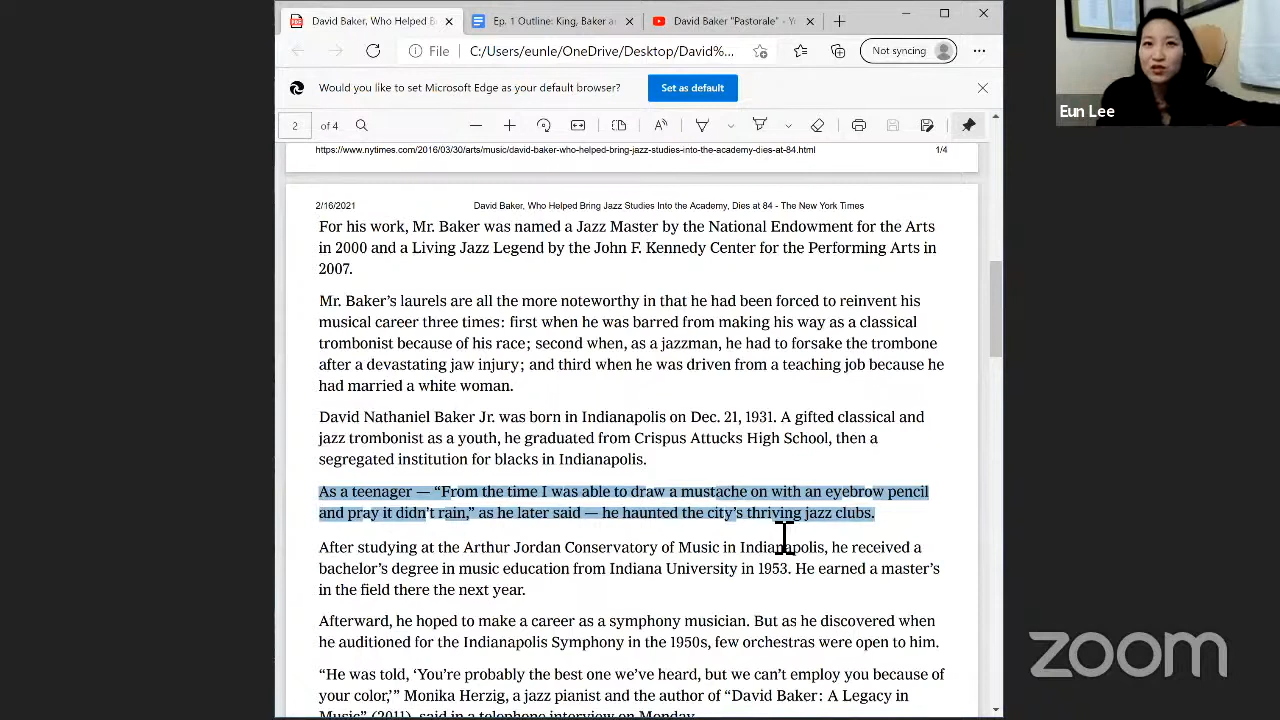 David Baker, Who Helped B
Ep. 1 Outline: King, Baker a
David Baker "Pastorale" - Y
File
C:/Users/eunle/OneDrive/Desktop/David%...
Not syncing
Would you like to set Microsoft Edge as your default browser?
Set as default
Eun Lee
2
of 4
https://www.nytimes.com/2016/03/30/arts/music/david-baker-who-helped-bring-jazz-studies-into-the-academy-dies-at-84.html
1/4
2/16/2021
David Baker, Who Helped Bring Jazz Studies Into the Academy, Dies at 84 - The New York Times
For his work, Mr. Baker was named a Jazz Master by the National Endowment for the Arts
in 2000 and a Living Jazz Legend by the John F. Kennedy Center for the Performing Arts in
2007.
Mr. Baker’s laurels are all the more noteworthy in that he had been forced to reinvent his
musical career three times: first when he was barred from making his way as a classical
trombonist because of his race; second when, as a jazzman, he had to forsake the trombone
after a devastating jaw injury; and third when he was driven from a teaching job because he
had married a white woman.
David Nathaniel Baker Jr. was born in Indianapolis on Dec. 21, 1931. A gifted classical and
jazz trombonist as a youth, he graduated from Crispus Attucks High School, then a
segregated institution for blacks in Indianapolis.
As a teenager — “From the time I was able to draw a mustache on with an eyebrow pencil
and pray it didn’t rain,” as he later said — he haunted the city’s thriving jazz clubs.
After studying at the Arthur Jordan Conservatory of Music in Indianapolis, he received a
bachelor’s degree in music education from Indiana University in 1953. He earned a master’s
in the field there the next year.
Afterward, he hoped to make a career as a symphony musician. But as he discovered when
he auditioned for the Indianapolis Symphony in the 1950s, few orchestras were open to him.
“He was told, ‘You’re probably the best one we’ve heard, but we can’t employ you because of
your color,’” Monika Herzig, a jazz pianist and the author of “David Baker: A Legacy in
Music” (2011), said in a telephone interview on Monday.
zoom